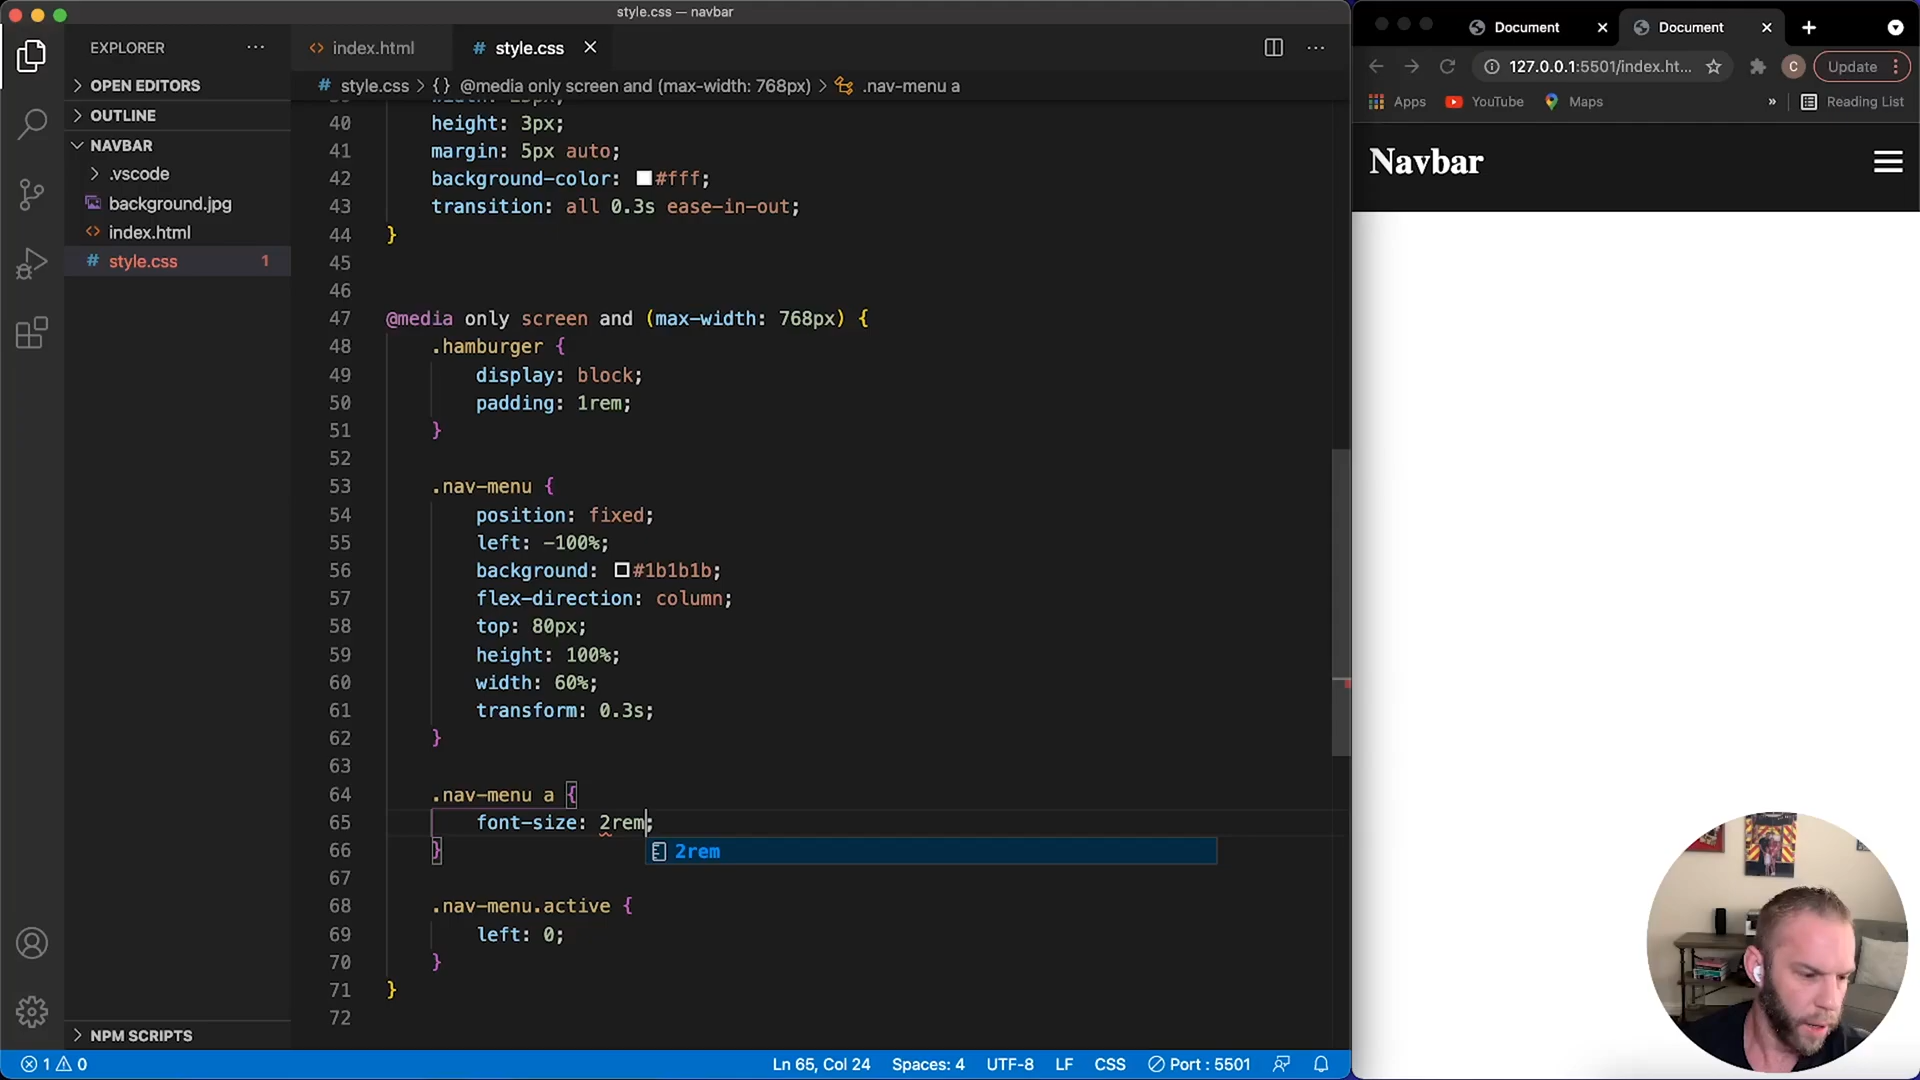 style.css — navbar
EXPLORER
OPEN EDITORS
OUTLINE
NAVBAR
.vscode
background.jpg
index.html
style.css 1
NPM SCRIPTS
index.html
style.css
style.css > {} @media only screen and (max-width: 768px) > .nav-menu a
40 height: 3px;
41 margin: 5px auto;
42 background-color: #fff;
43 transition: all 0.3s ease-in-out;
44 }
45
46
47 @media only screen and (max-width: 768px) {
48 .hamburger {
49 display: block;
50 padding: 1rem;
51 }
52
53 .nav-menu {
54 position: fixed;
55 left: -100%;
56 background: #1b1b1b;
57 flex-direction: column;
58 top: 80px;
59 height: 100%;
60 width: 60%;
61 transform: 0.3s;
62 }
63
64 .nav-menu a {
65 font-size: 2rem;
66 }
2rem
67
68 .nav-menu.active {
69 left: 0;
70 }
71 }
72
1 0
Ln 65, Col 24 Spaces: 4 UTF-8 LF CSS Port : 5501
Document Document
127.0.0.1:5501/index.ht... C Update
Apps YouTube Maps » Reading List
Navbar